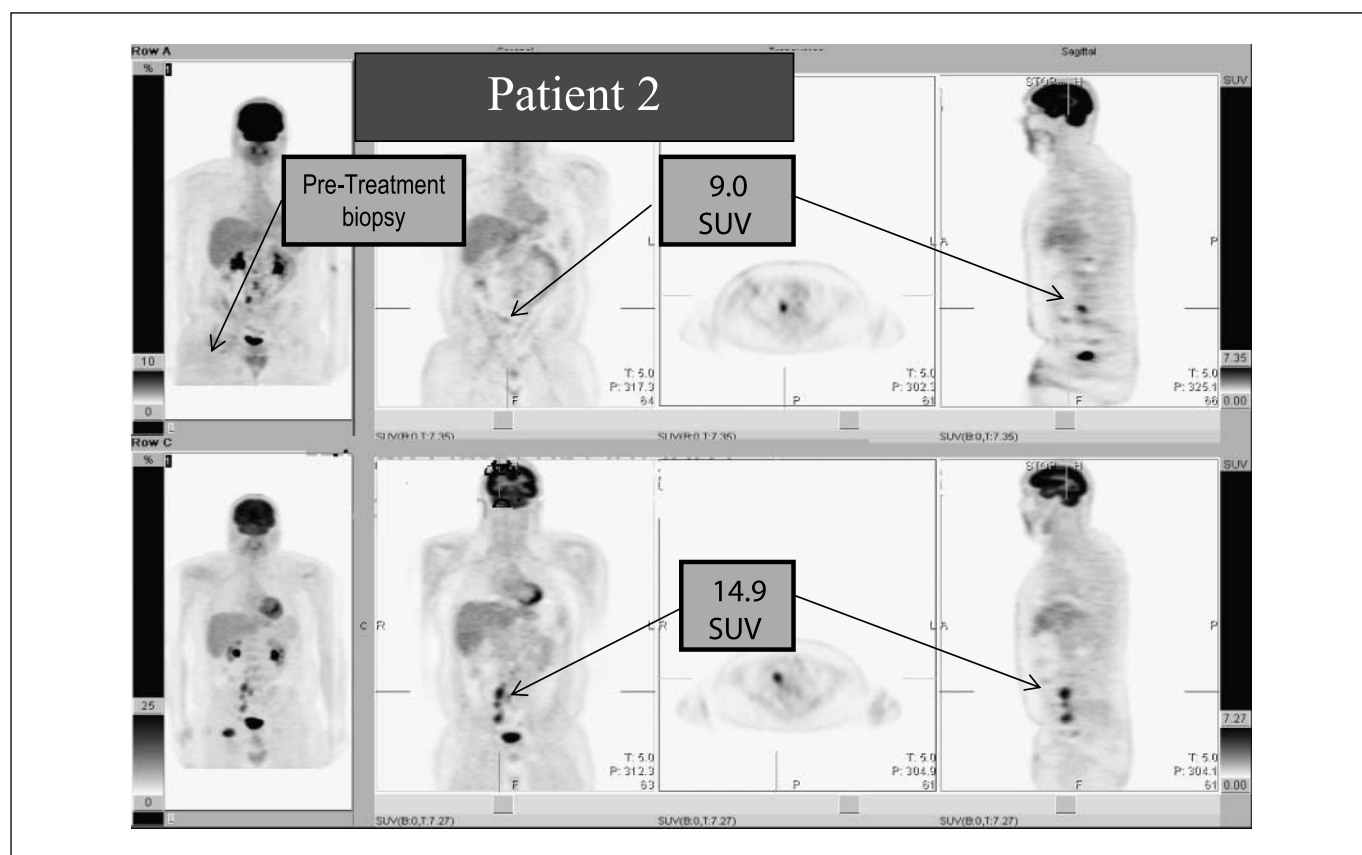 Row A
Sagittal
%
SUV
Patient 2
STOP H
Pre-Treatment
biopsy
9.0
SUV
L
A
P
10
0
7.35
0.00
T: 5.0
P: 317.3
64
F
T: 5.0
P: 302.3
61
P
T: 5.0
P: 325.1
66
F
L
SUV(B:0,T:7.35)
SUV(B:0,T:7.35)
SUV(B:0,T:7.35)
Row C
%
SUV
STOP H
14.9
SUV
C
R
L
R
L
A
P
25
0
7.27
0.00
T: 5.0
P: 312.3
63
F
T: 5.0
P: 304.9
61
P
T: 5.0
P: 304.1
61
F
L
SUV(B:0,T:7.27)
SUV(B:0,T:7.27)
SUV(B:0,T:7.27)